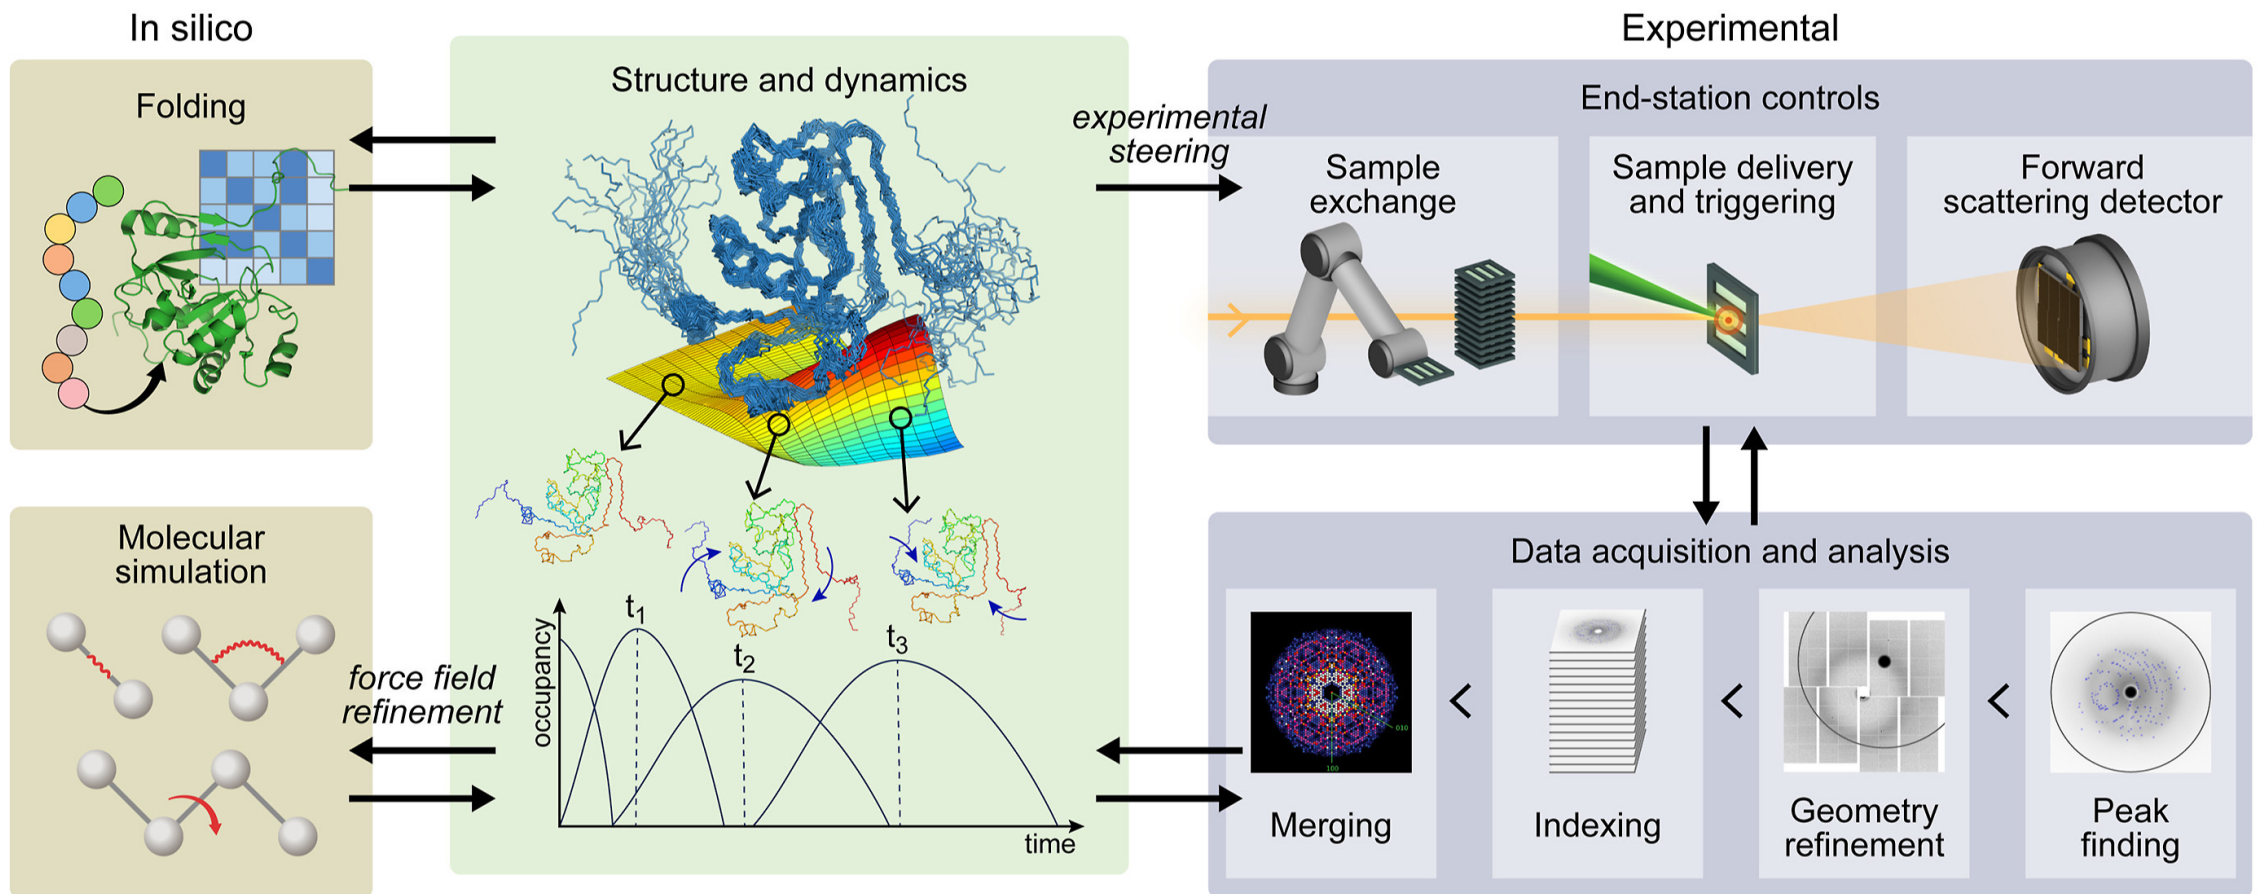 In silico
Folding
Molecular
simulation
Structure and dynamics
force field
refinement
occupancy
t1
t2
t3
time
experimental
steering
Experimental
End-station controls
Sample
exchange
Sample delivery
and triggering
Forward
scattering detector
Data acquisition and analysis
010
100
Merging
<
Indexing
<
Geometry
refinement
<
Peak
finding